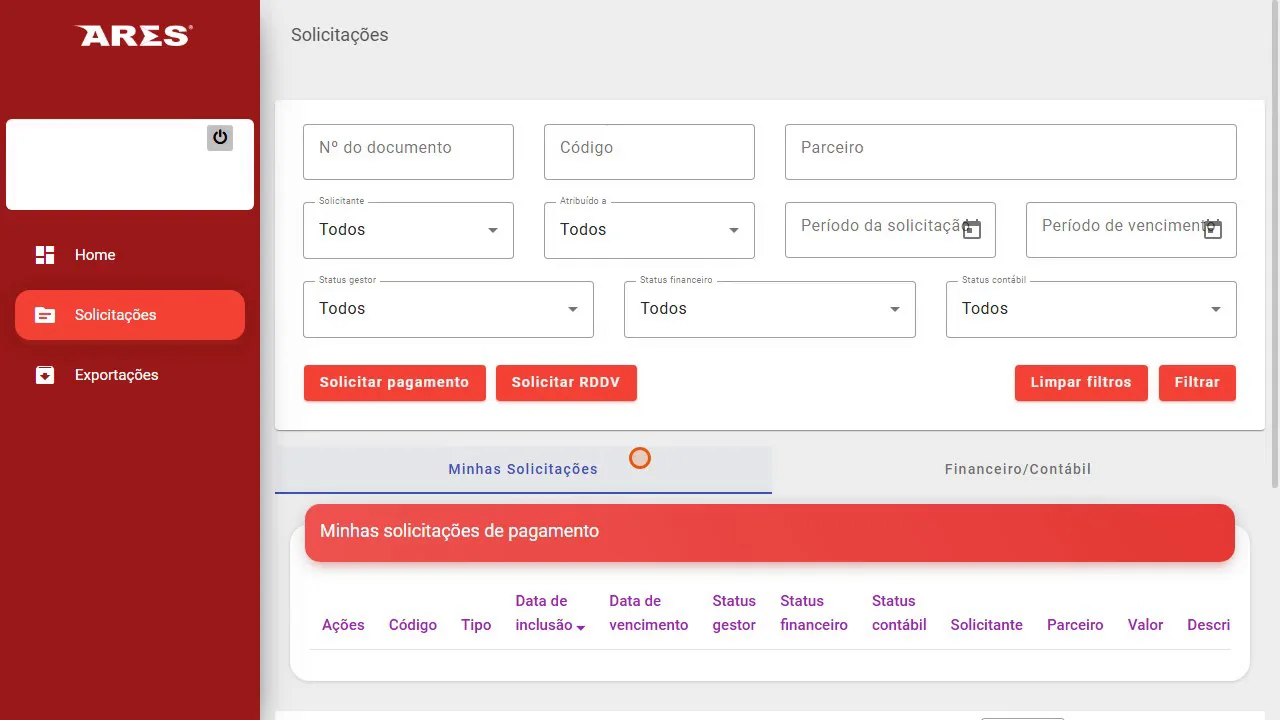 ARES
Solicitações
Nº do documento
Código
Parceiro
Solicitante
Todos
Atribuído a
Todos
Período da solicitação
Período de vencimento
Status gestor
Todos
Status financeiro
Todos
Status contábil
Todos
Solicitar pagamento
Solicitar RDDV
Limpar filtros
Filtrar
Home
Solicitações
Exportações
Minhas Solicitações
Financeiro/Contábil
Minhas solicitações de pagamento
Ações
Código
Tipo
Data de
inclusão
Data de
vencimento
Status
gestor
Status
financeiro
Status
contábil
Solicitante
Parceiro
Valor
Descri